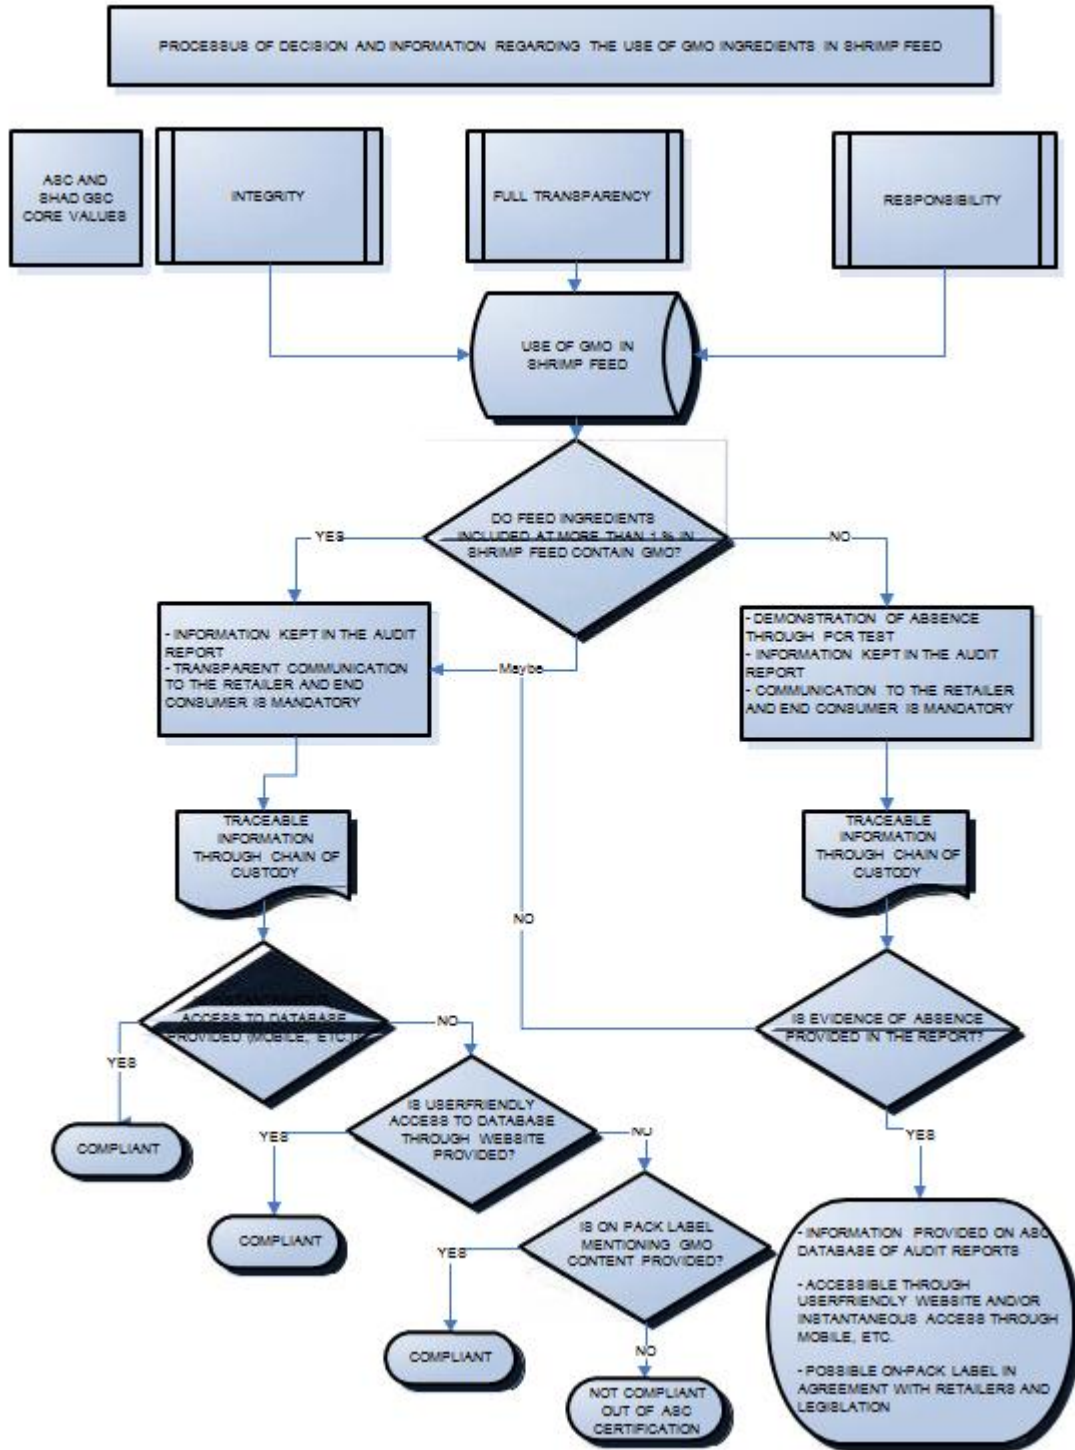 PROCESSUS OF DECISION AND INFORMATION REGARDING THE USE OF GMO INGREDIENTS IN SHRIMP FEED
ASC AND
SHAD GSC
CORE VALUES
INTEGRITY
FULL TRANSPARENCY
RESPONSIBILITY
USE OF GMO IN
SHRIMP FEED
DO FEED INGREDIENTS
INCLUDED AT MORE THAN 1 % IN
SHRIMP FEED CONTAIN GMO?
YES
NO
Maybe
- INFORMATION KEPT IN THE AUDIT
REPORT
- TRANSPARENT COMMUNICATION
TO THE RETAILER AND END
CONSUMER IS MANDATORY
- DEMONSTRATION OF ABSENCE
THROUGH PCR TEST
- INFORMATION KEPT IN THE AUDIT
REPORT
- COMMUNICATION TO THE RETAILER
AND END CONSUMER IS MANDATORY
TRACEABLE
INFORMATION
THROUGH CHAIN OF
CUSTODY
TRACEABLE
INFORMATION
THROUGH CHAIN OF
CUSTODY
NO
ACCESS TO DATABASE
PROVIDED (MOBILE, ETC.)
NO
YES
COMPLIANT
IS EVIDENCE OF ABSENCE
PROVIDED IN THE REPORT?
YES
IS USERFRIENDLY
ACCESS TO DATABASE
THROUGH WEBSITE
PROVIDED?
YES
NO
COMPLIANT
IS ON PACK LABEL
MENTIONING GMO
CONTENT PROVIDED?
YES
COMPLIANT
NO
NOT COMPLIANT
OUT OF ASC
CERTIFICATION
- INFORMATION PROVIDED ON ASC
DATABASE OF AUDIT REPORTS
- ACCESSIBLE THROUGH
USERFRIENDLY WEBSITE AND/OR
INSTANTANEOUS ACCESS THROUGH
MOBILE, ETC.
- POSSIBLE ON-PACK LABEL IN
AGREEMENT WITH RETAILERS AND
LEGISLATION